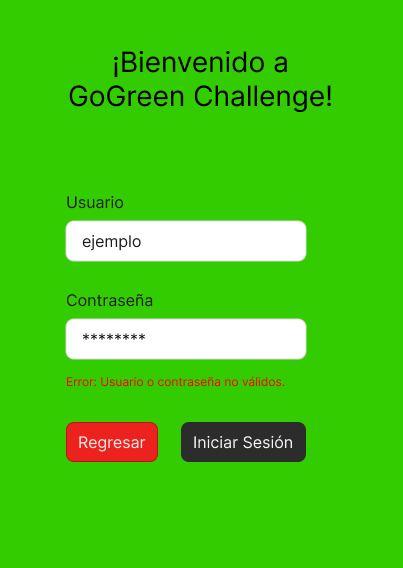 ¡Bienvenido a
GoGreen Challenge!
Usuario
ejemplo
Contraseña
********
Error: Usuario o contraseña no válidos.
Regresar
Iniciar Sesión